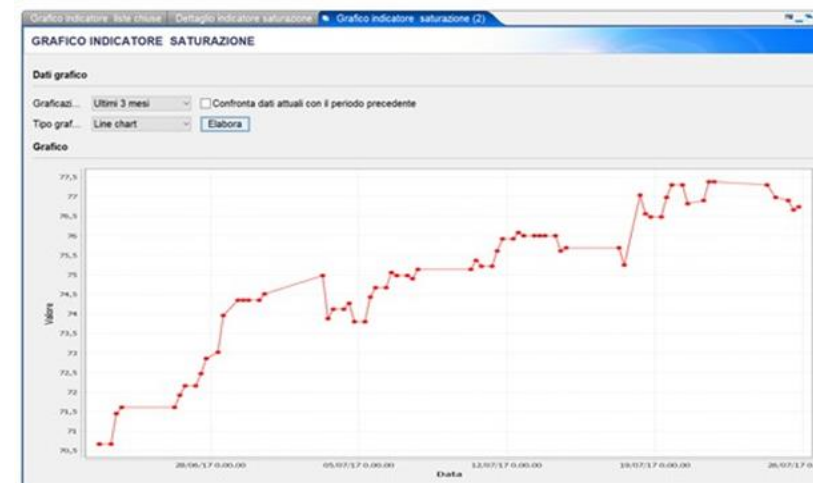 Grafico indicatore liste chiuse Dettaglio indicatore saturazione Grafico indicatore saturazione (2)
GRAFICO INDICATORE SATURAZIONE
Dati grafico
Graficazi... Ultimi 3 mesi Confronta dati attuali con il periodo precedente
Tipo graf... Line chart Elabora
Grafico
77,5
77
76,5
76
75,5
75
74,5
74
73,5
73
72,5
72
71,5
71
70,5
Valore
28/06/17 0.00.00 05/07/17 0.00.00 12/07/17 0.00.00 19/07/17 0.00.00 26/07/17 0
Data